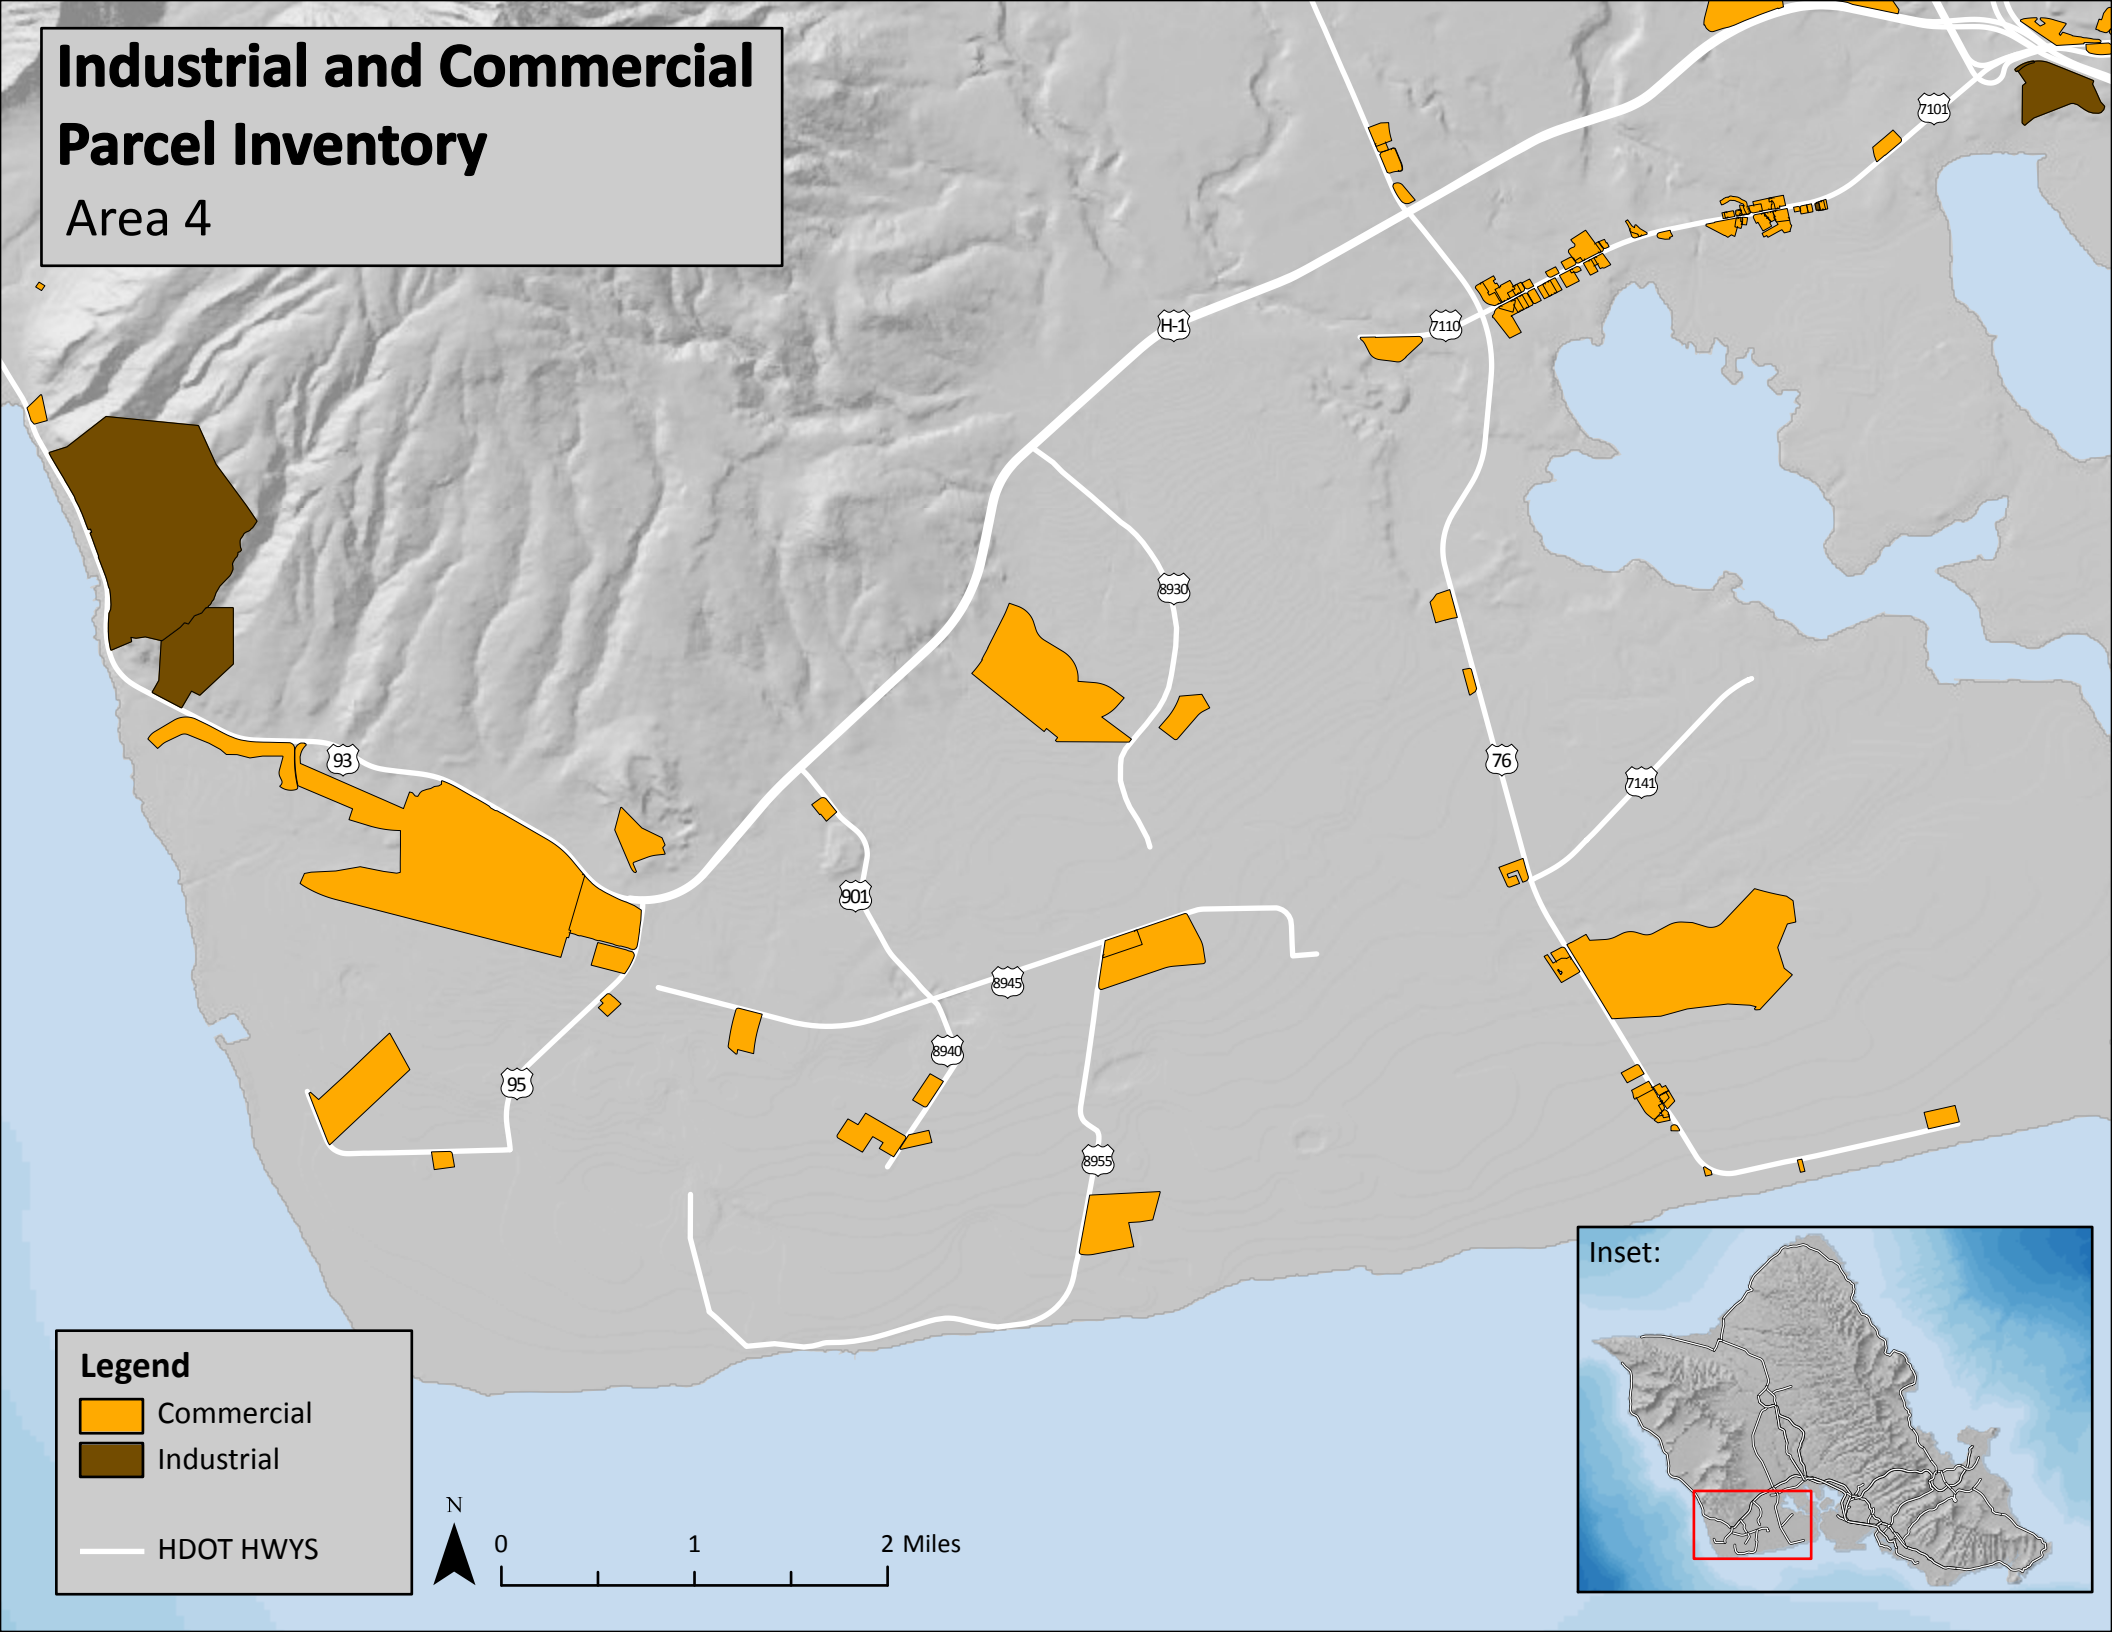 Industrial and Commercial
Parcel Inventory
Area 4
7101
H-1
7110
8930
93
76
7141
901
8945
8940
95
8955
Inset:
Legend
Commercial
Industrial
HDOT HWYS
N
0 1 2 Miles